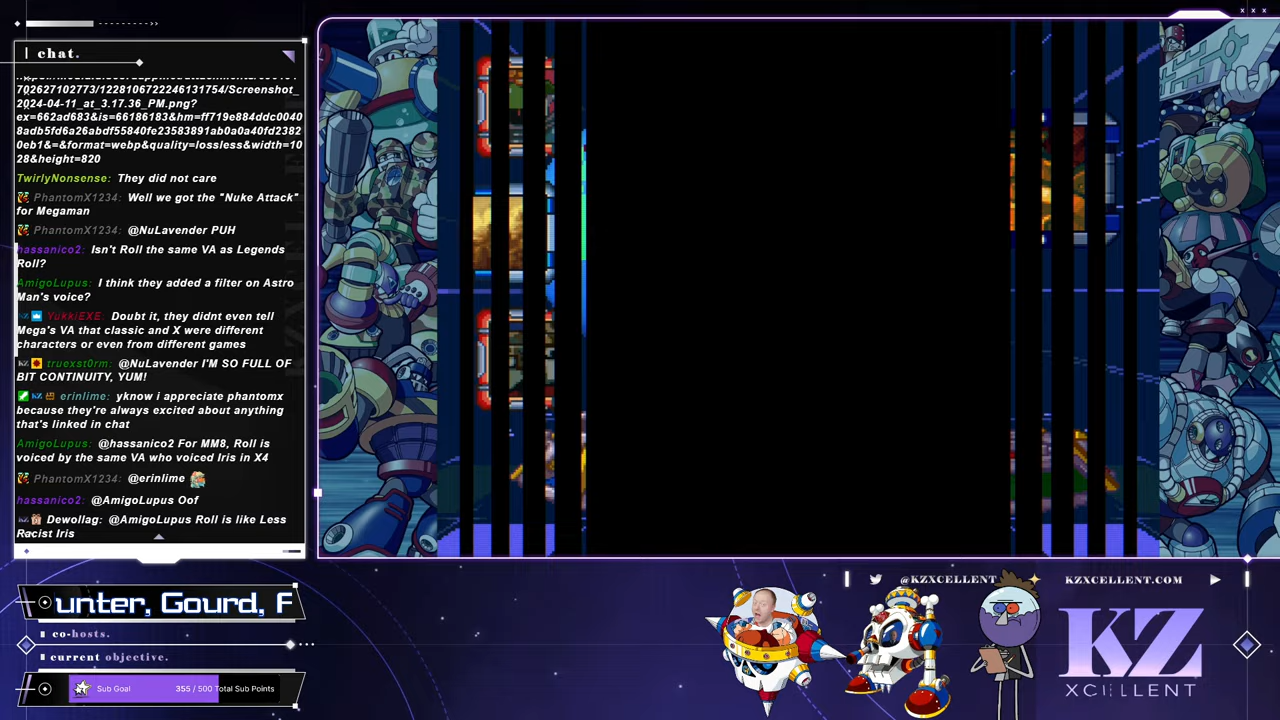 chat.
702627102773/1228106722246131754/Screenshot_
2024-04-11_at_3.17.36_PM.png?
ex=662ad683&is=66186183&hm=ff719e884ddc0040
8adb5fd6a26abdf55840fe23583891a0a0a40fd2382
0eb1&=&format=webp&quality=lossless&width=10
28&height=820
TwirlyNonsense: They did not care
PhantomX1234: Well we got the "Nuke Attack"
for Megaman
PhantomX1234: @NuLavender PUH
hassanico2: Isn't Roll the same VA as Legends
Roll?
AmigoLupus: I think they added a filter on Astro
Man's voice?
YukkiEXE: Doubt it, they didnt even tell
Mega's VA that classic and X were different
characters or even from different games
truexst0rm: @NuLavender I'M SO FULL OF
BIT CONTINUITY, YUM!
erinlime: yknow i appreciate phantomx
because they're always excited about anything
that's linked in chat
AmigoLupus: @hassanico2 For MM8, Roll is
voiced by the same VA who voiced Iris in X4
PhantomX1234: @erinlime
hassanico2: @AmigoLupus Oof
Dewollag: @AmigoLupus Roll is like Less
Racist Iris
unter, Gourd, F
co-hosts.
current objective.
Sub Goal 355 / 500 Total Sub Points
@KZXCELLENT
KZXCELLENT.COM
KZ
XCELLENT